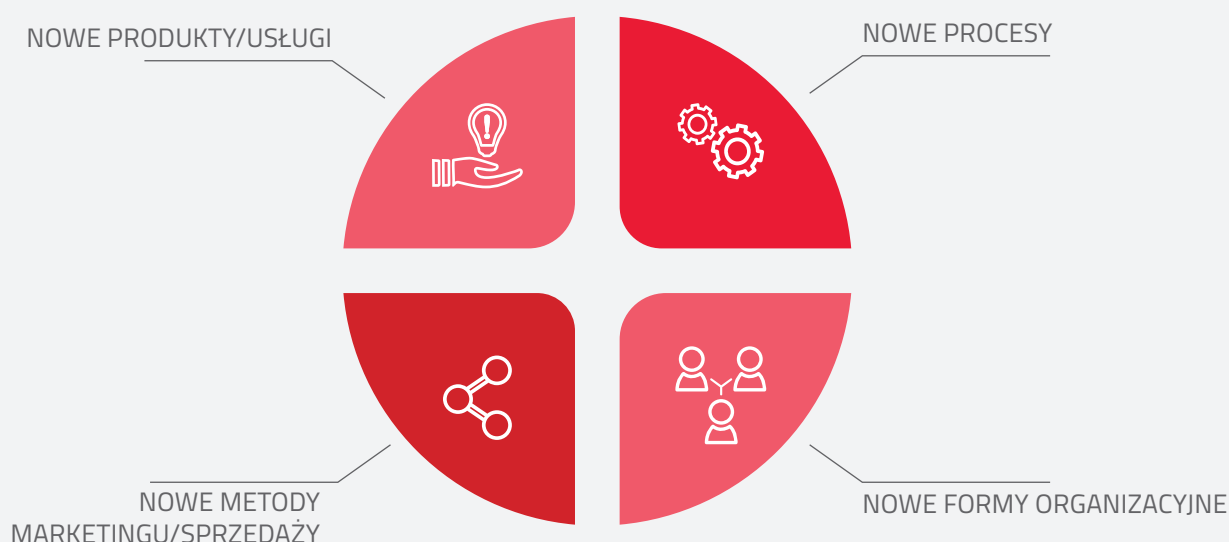 NOWE PRODUKTY/USŁUGI
NOWE PROCESY
NOWE METODY
MARKETINGU/SPRZEDAŻY
NOWE FORMY ORGANIZACYJNE